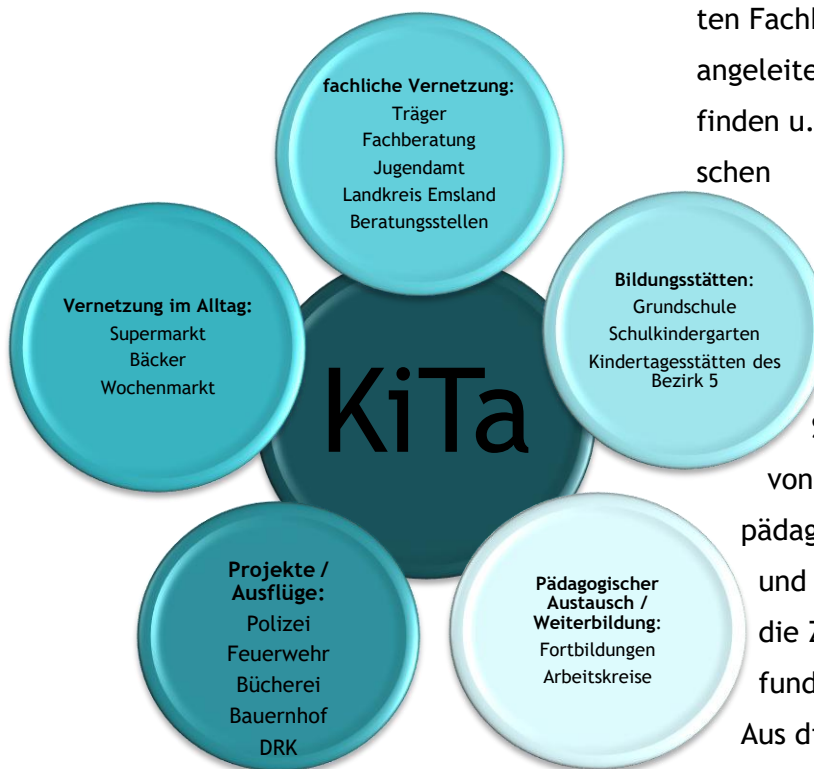 fachliche Vernetzung:
Träger
Fachberatung
Jugendamt
Landkreis Emsland
Beratungsstellen
Vernetzung im Alltag:
Supermarkt
Bäcker
Wochenmarkt
KiTa
Bildungsstätten:
Grundschule
Schulkindergarten
Kindertagesstätten des
Bezirk 5
Projekte /
Ausflüge:
Polizei
Feuerwehr
Bücherei
Bauernhof
DRK
Pädagogischer
Austausch /
Weiterbildung:
Fortbildungen
Arbeitskreise
angeleite
finden u.
schen
von
pädag
und
die
fund
Aus